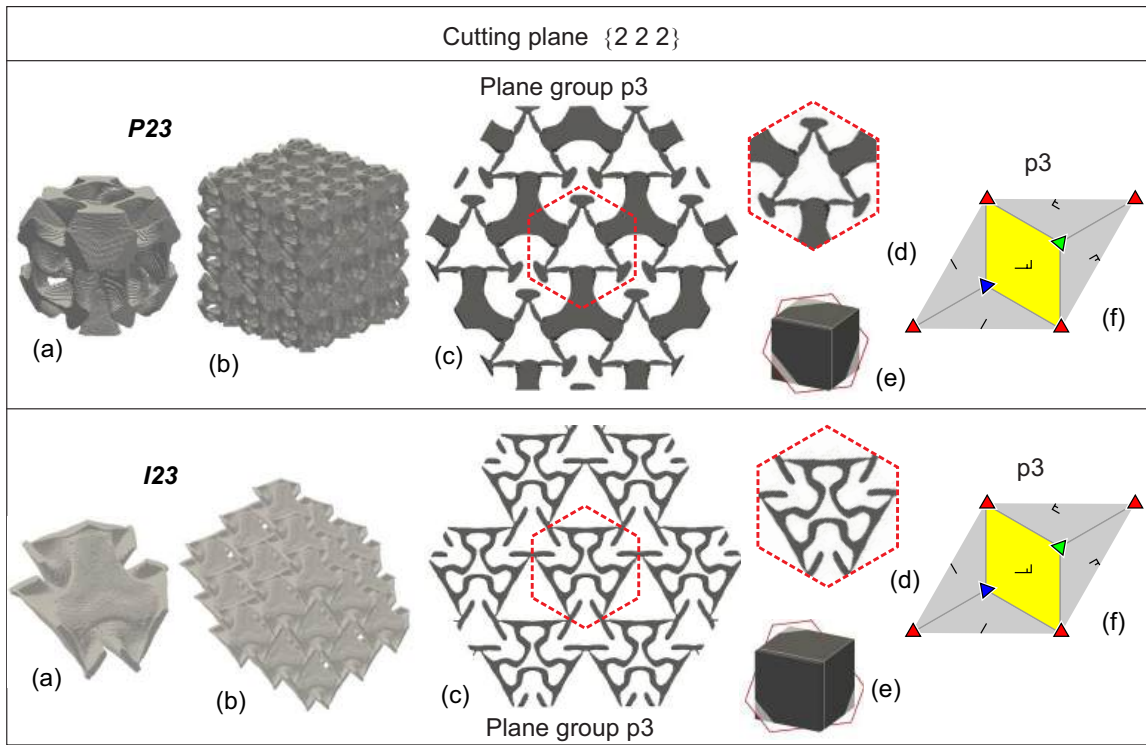 Cutting plane {2 2 2}
Plane group p3
P23
p3
(a)
(b)
(c)
(d)
(e)
(f)
I23
p3
(a)
(b)
(c)
(d)
(e)
(f)
Plane group p3